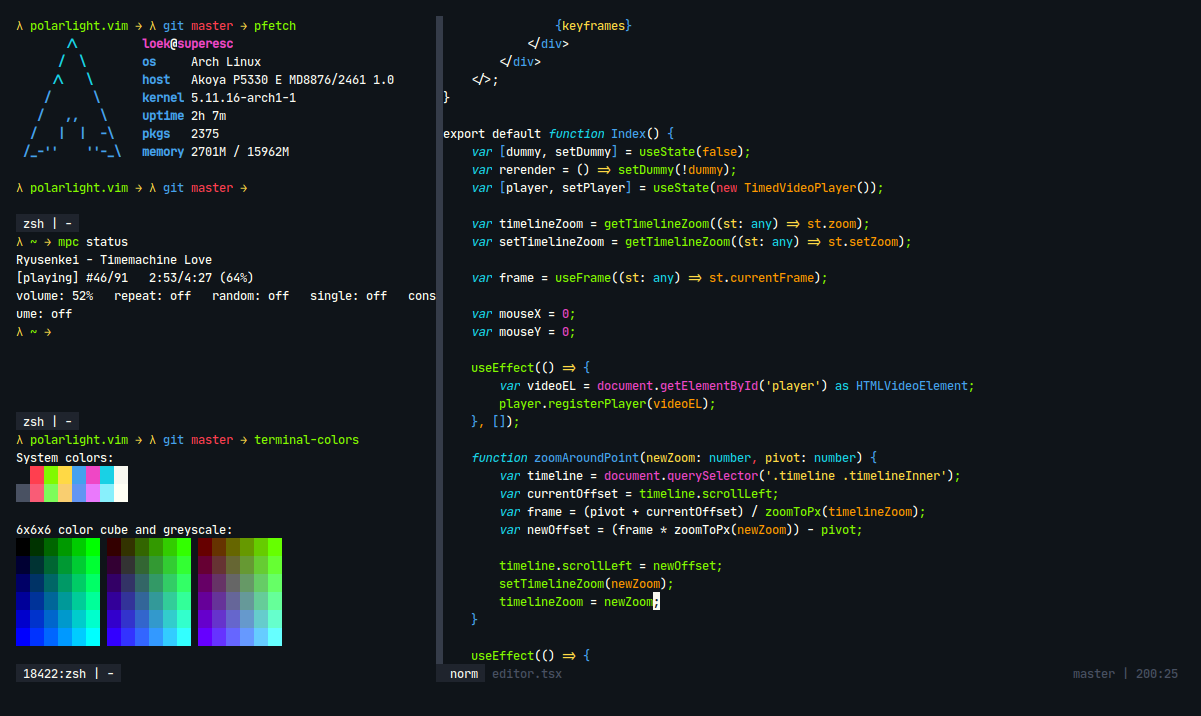 λ polarlight.vim → λ git master → pfetch
loek@superesc
os Arch Linux
host Akoya P5330 E MD8876/2461 1.0
kernel 5.11.16-arch1-1
uptime 2h 7m
pkgs 2375
memory 2701M / 15962M
λ polarlight.vim → λ git master →
zsh | ~
λ ~ → mpc status
Ryusenkei - Timemachine Love
[playing] #46/91   2:53/4:27 (64%)
volume: 52%   repeat: off   random: off   single: off   cons
ume: off
λ ~ →
zsh | ~
λ polarlight.vim → λ git master → terminal-colors
System colors:
6x6x6 color cube and greyscale:
18422:zsh | ~
{keyframes}
</div>
</div>
</>;
}
export default function Index() {
var [dummy, setDummy] = useState(false);
var rerender = () => setDummy(!dummy);
var [player, setPlayer] = useState(new TimedVideoPlayer());
var timelineZoom = getTimelineZoom((st: any) => st.zoom);
var setTimelineZoom = getTimelineZoom((st: any) => st.setZoom);
var frame = useFrame((st: any) => st.currentFrame);
var mouseX = 0;
var mouseY = 0;
useEffect(() => {
var videoEL = document.getElementById('player') as HTMLVideoElement;
player.registerPlayer(videoEL);
}, []);
function zoomAroundPoint(newZoom: number, pivot: number) {
var timeline = document.querySelector('.timeline .timelineInner');
var currentOffset = timeline.scrollLeft;
var frame = (pivot + currentOffset) / zoomToPx(timelineZoom);
var newOffset = (frame * zoomToPx(newZoom)) - pivot;
timeline.scrollLeft = newOffset;
setTimelineZoom(newZoom);
timelineZoom = newZoom;
}
useEffect(() => {
norm editor.tsx master | 200:25